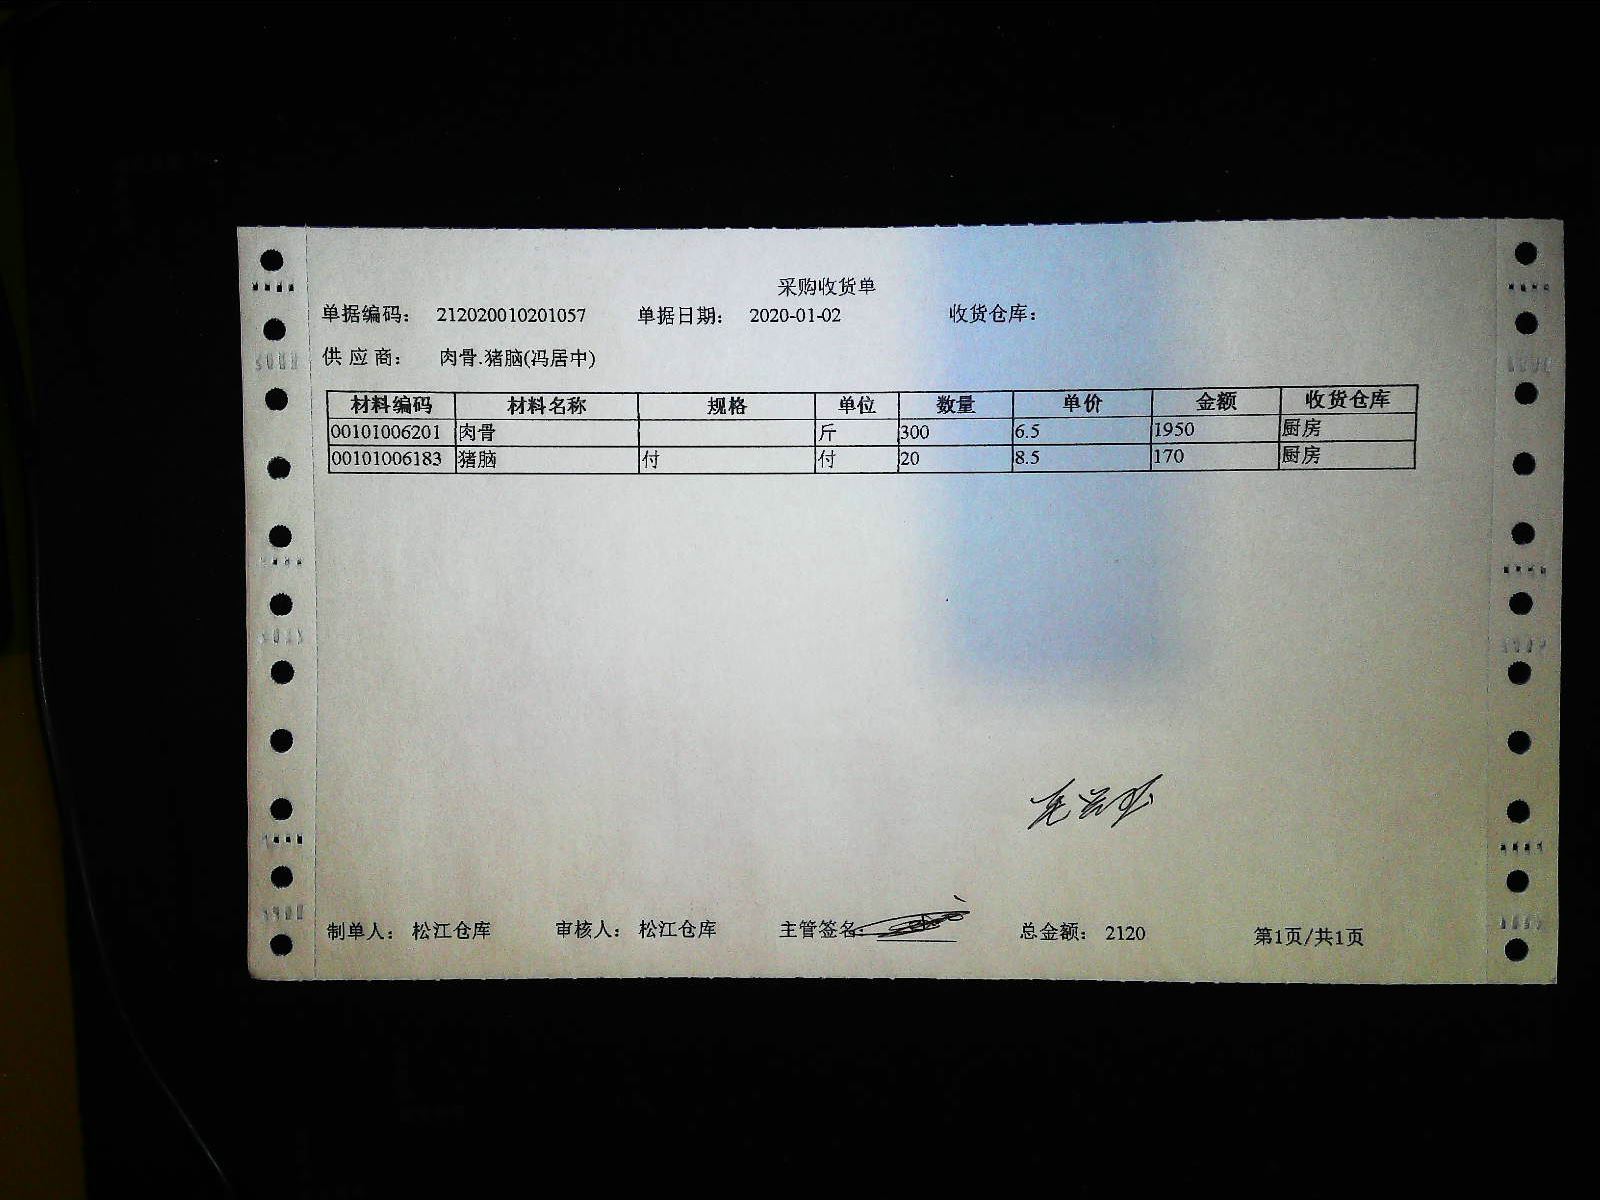 采购收货单
单据编码： 212020010201057 单据日期： 2020-01-02 收货仓库：
供应商： 肉骨.猪脑(冯居中)
材料编码 材料名称 规格 单位 数量 单价 金额 收货仓库
00101006201 肉骨 斤 300 6.5 1950 厨房
00101006183 猪脑 付 付 20 8.5 170 厨房
制单人： 松江仓库 审核人： 松江仓库 主管签名: 总金额： 2120 第1页/共1页